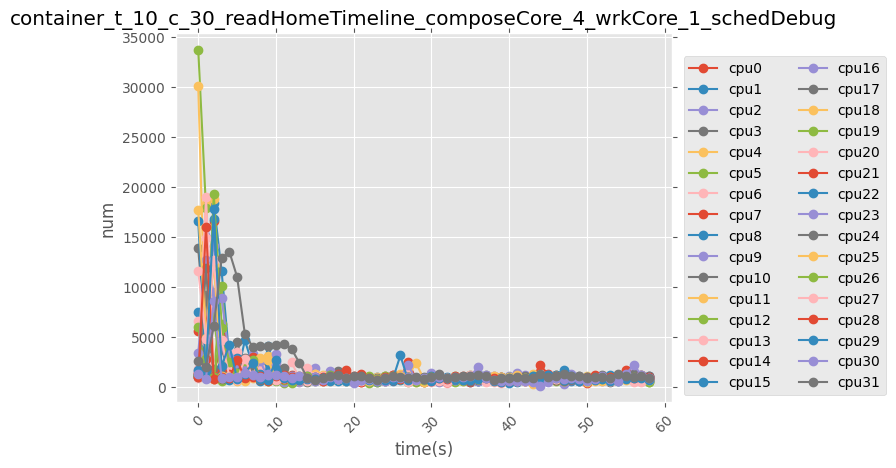 container_t_10_c_30_readHomeTimeline_composeCore_4_wrkCore_1_schedDebug
35000
30000
25000
20000
15000
10000
5000
0
num
0
10
20
30
40
50
60
time(s)
cpu0
cpu1
cpu2
cpu3
cpu4
cpu5
cpu6
cpu7
cpu8
cpu9
cpu10
cpu11
cpu12
cpu13
cpu14
cpu15
cpu16
cpu17
cpu18
cpu19
cpu20
cpu21
cpu22
cpu23
cpu24
cpu25
cpu26
cpu27
cpu28
cpu29
cpu30
cpu31